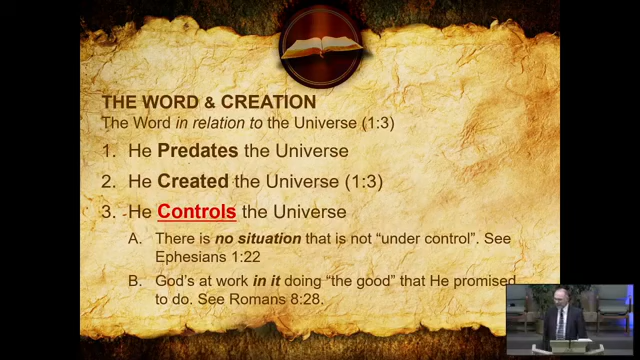 THE WORD & CREATION
The Word in relation to the Universe (1:3)
1. He Predates the Universe
2. He Created the Universe (1:3)
3. He Controls the Universe
A. There is no situation that is not “under control”. See
Ephesians 1:22
B. God’s at work in it doing “the good” that He promised
to do. See Romans 8:28.